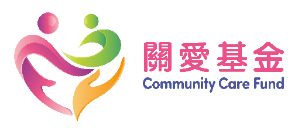 關愛基金
Community Care Fund